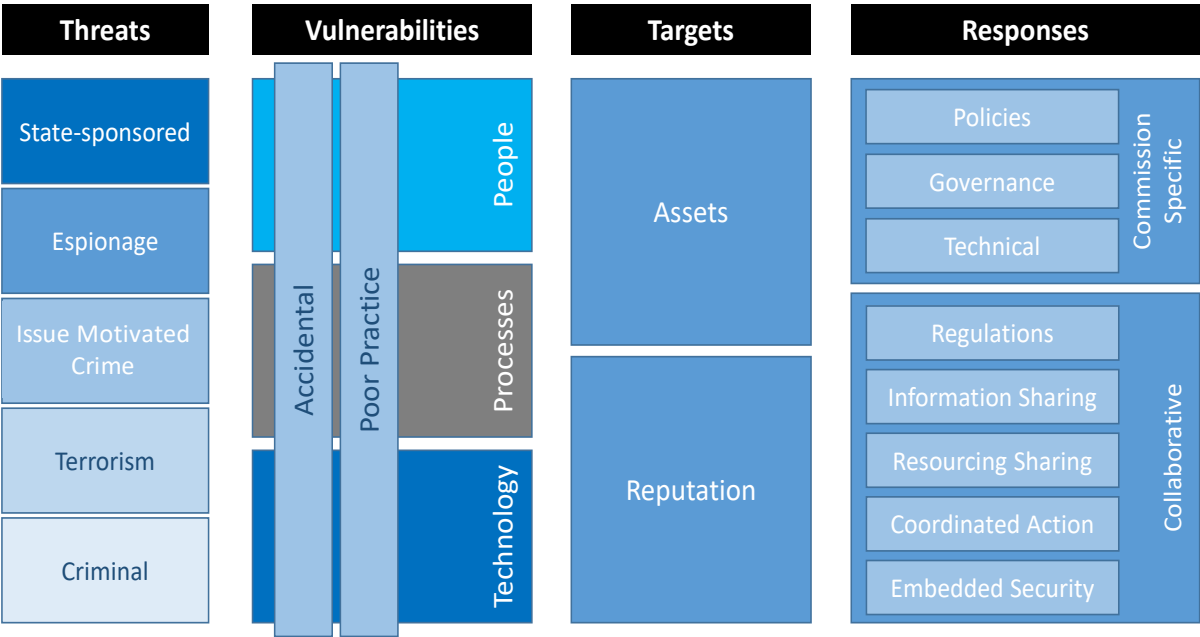 Threats
Vulnerabilities
Targets
Responses
State-sponsored
Espionage
Issue Motivated
Crime
Terrorism
Criminal
Accidental
Poor Practice
People
Processes
Technology
Assets
Reputation
Policies
Governance
Technical
Commission
Specific
Regulations
Information Sharing
Resourcing Sharing
Coordinated Action
Embedded Security
Collaborative